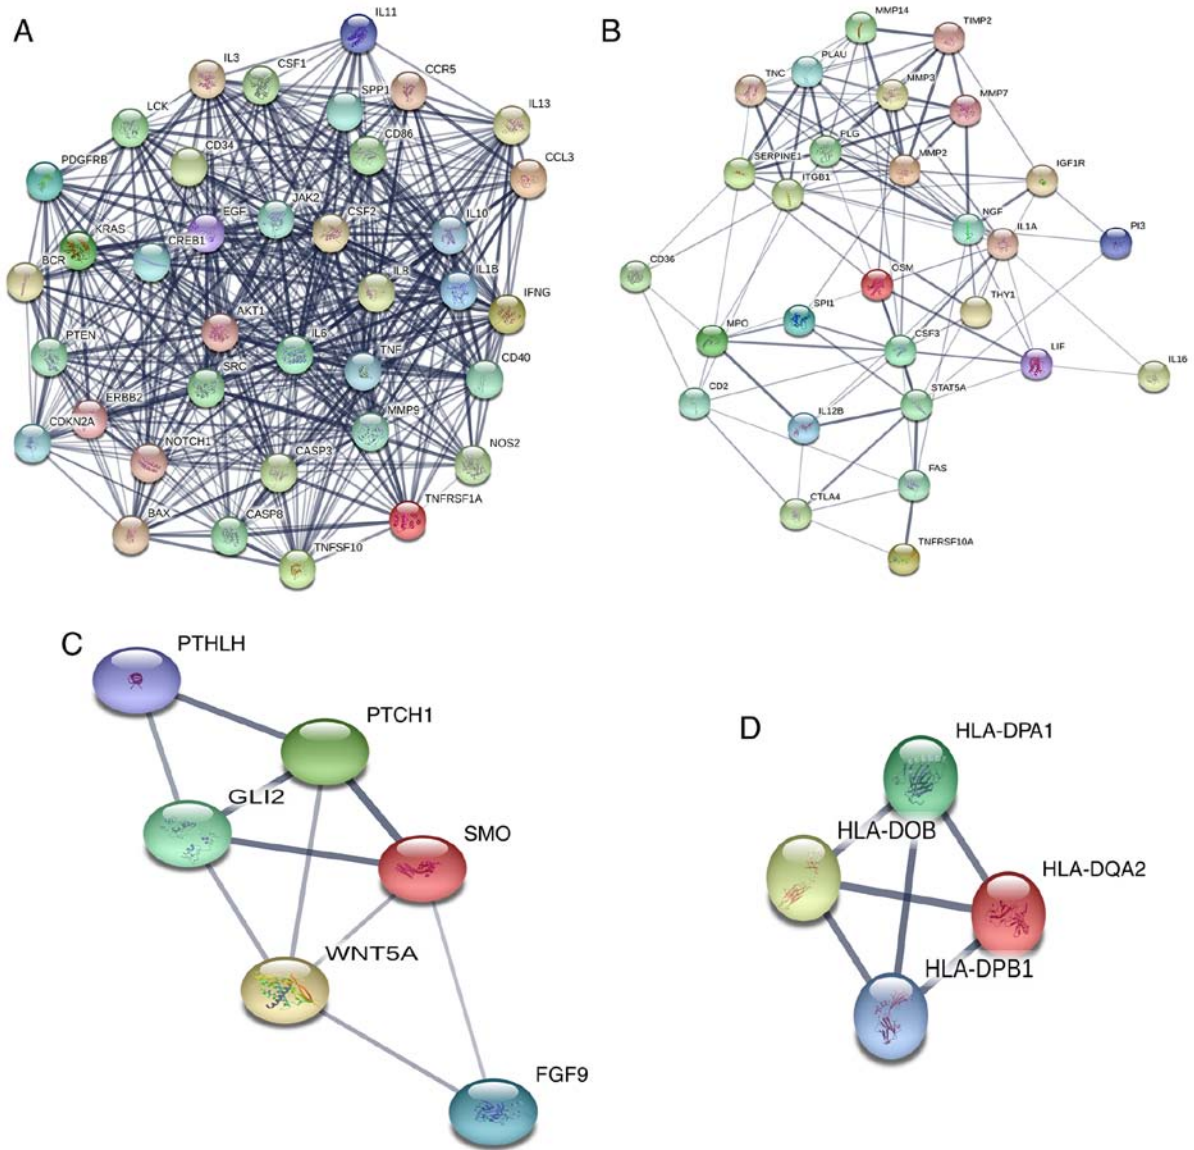 A
IL11
IL3
CSF1
CCR5
SPP1
LCK
IL13
CD86
CD34
CCL3
PDGFRB
JAK2
EGF
CSF2
IL10
KRAS
CREB1
BCR
IL8
IL1B
IFNG
AKT1
IL6
PTEN
TNF
CD40
SRC
ERBB2
CDKN2A
MMP9
NOTCH1
CASP3
NOS2
TNFRSF1A
BAX
CASP8
TNFSF10
B
MMP14
TIMP2
PLAU
TNC
MMP3
MMP7
PLG
SERPINE1
MMP2
ITGB1
IGF1R
NGF
IL1A
PI3
CD36
OSM
THY1
SPI1
MPO
CSF3
LIF
IL16
CD2
STAT5A
IL12B
FAS
CTLA4
TNFRSF10A
C
PTHLH
PTCH1
GLI2
SMO
WNT5A
FGF9
D
HLA-DPA1
HLA-DOB
HLA-DQA2
HLA-DPB1